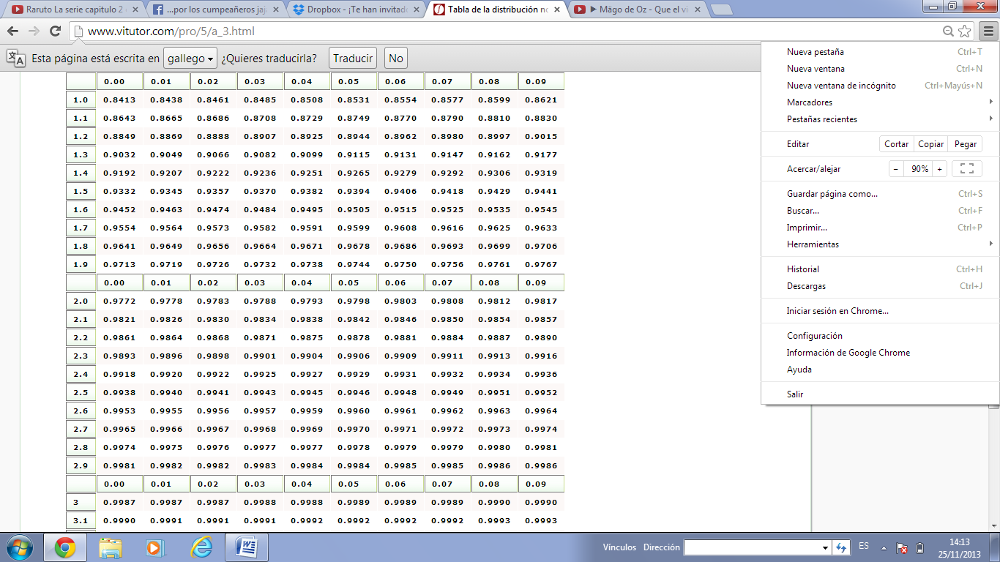 Raruto La serie capitulo 2
...por los cumpeañeros jaj
Dropbox - ¡Te han invitad
Tabla de la distribución no
▶ Mägo de Oz - Que el vi
www.vitutor.com/pro/5/a_3.html
Esta página está escrita en gallego ¿Quieres traducirla? Traducir No
0.00 0.01 0.02 0.03 0.04 0.05 0.06 0.07 0.08 0.09
1.0 0.8413 0.8438 0.8461 0.8485 0.8508 0.8531 0.8554 0.8577 0.8599 0.8621
1.1 0.8643 0.8665 0.8686 0.8708 0.8729 0.8749 0.8770 0.8790 0.8810 0.8830
1.2 0.8849 0.8869 0.8888 0.8907 0.8925 0.8944 0.8962 0.8980 0.8997 0.9015
1.3 0.9032 0.9049 0.9066 0.9082 0.9099 0.9115 0.9131 0.9147 0.9162 0.9177
1.4 0.9192 0.9207 0.9222 0.9236 0.9251 0.9265 0.9279 0.9292 0.9306 0.9319
1.5 0.9332 0.9345 0.9357 0.9370 0.9382 0.9394 0.9406 0.9418 0.9429 0.9441
1.6 0.9452 0.9463 0.9474 0.9484 0.9495 0.9505 0.9515 0.9525 0.9535 0.9545
1.7 0.9554 0.9564 0.9573 0.9582 0.9591 0.9599 0.9608 0.9616 0.9625 0.9633
1.8 0.9641 0.9649 0.9656 0.9664 0.9671 0.9678 0.9686 0.9693 0.9699 0.9706
1.9 0.9713 0.9719 0.9726 0.9732 0.9738 0.9744 0.9750 0.9756 0.9761 0.9767
0.00 0.01 0.02 0.03 0.04 0.05 0.06 0.07 0.08 0.09
2.0 0.9772 0.9778 0.9783 0.9788 0.9793 0.9798 0.9803 0.9808 0.9812 0.9817
2.1 0.9821 0.9826 0.9830 0.9834 0.9838 0.9842 0.9846 0.9850 0.9854 0.9857
2.2 0.9861 0.9864 0.9868 0.9871 0.9875 0.9878 0.9881 0.9884 0.9887 0.9890
2.3 0.9893 0.9896 0.9898 0.9901 0.9904 0.9906 0.9909 0.9911 0.9913 0.9916
2.4 0.9918 0.9920 0.9922 0.9925 0.9927 0.9929 0.9931 0.9932 0.9934 0.9936
2.5 0.9938 0.9940 0.9941 0.9943 0.9945 0.9946 0.9948 0.9949 0.9951 0.9952
2.6 0.9953 0.9955 0.9956 0.9957 0.9959 0.9960 0.9961 0.9962 0.9963 0.9964
2.7 0.9965 0.9966 0.9967 0.9968 0.9969 0.9970 0.9971 0.9972 0.9973 0.9974
2.8 0.9974 0.9975 0.9976 0.9977 0.9977 0.9978 0.9979 0.9979 0.9980 0.9981
2.9 0.9981 0.9982 0.9982 0.9983 0.9984 0.9984 0.9985 0.9985 0.9986 0.9986
0.00 0.01 0.02 0.03 0.04 0.05 0.06 0.07 0.08 0.09
3 0.9987 0.9987 0.9987 0.9988 0.9988 0.9989 0.9989 0.9989 0.9990 0.9990
3.1 0.9990 0.9991 0.9991 0.9991 0.9992 0.9992 0.9992 0.9992 0.9993 0.9993
Nueva pestaña Ctrl+T
Nueva ventana Ctrl+N
Nueva ventana de incógnito Ctrl+Mayús+N
Marcadores
Pestañas recientes
Editar Cortar Copiar Pegar
Acercar/alejar − 90% +
Guardar página como... Ctrl+S
Buscar... Ctrl+F
Imprimir... Ctrl+P
Herramientas
Historial Ctrl+H
Descargas Ctrl+J
Iniciar sesión en Chrome...
Configuración
Información de Google Chrome
Ayuda
Salir
Vínculos Dirección
ES
14:13
25/11/2013